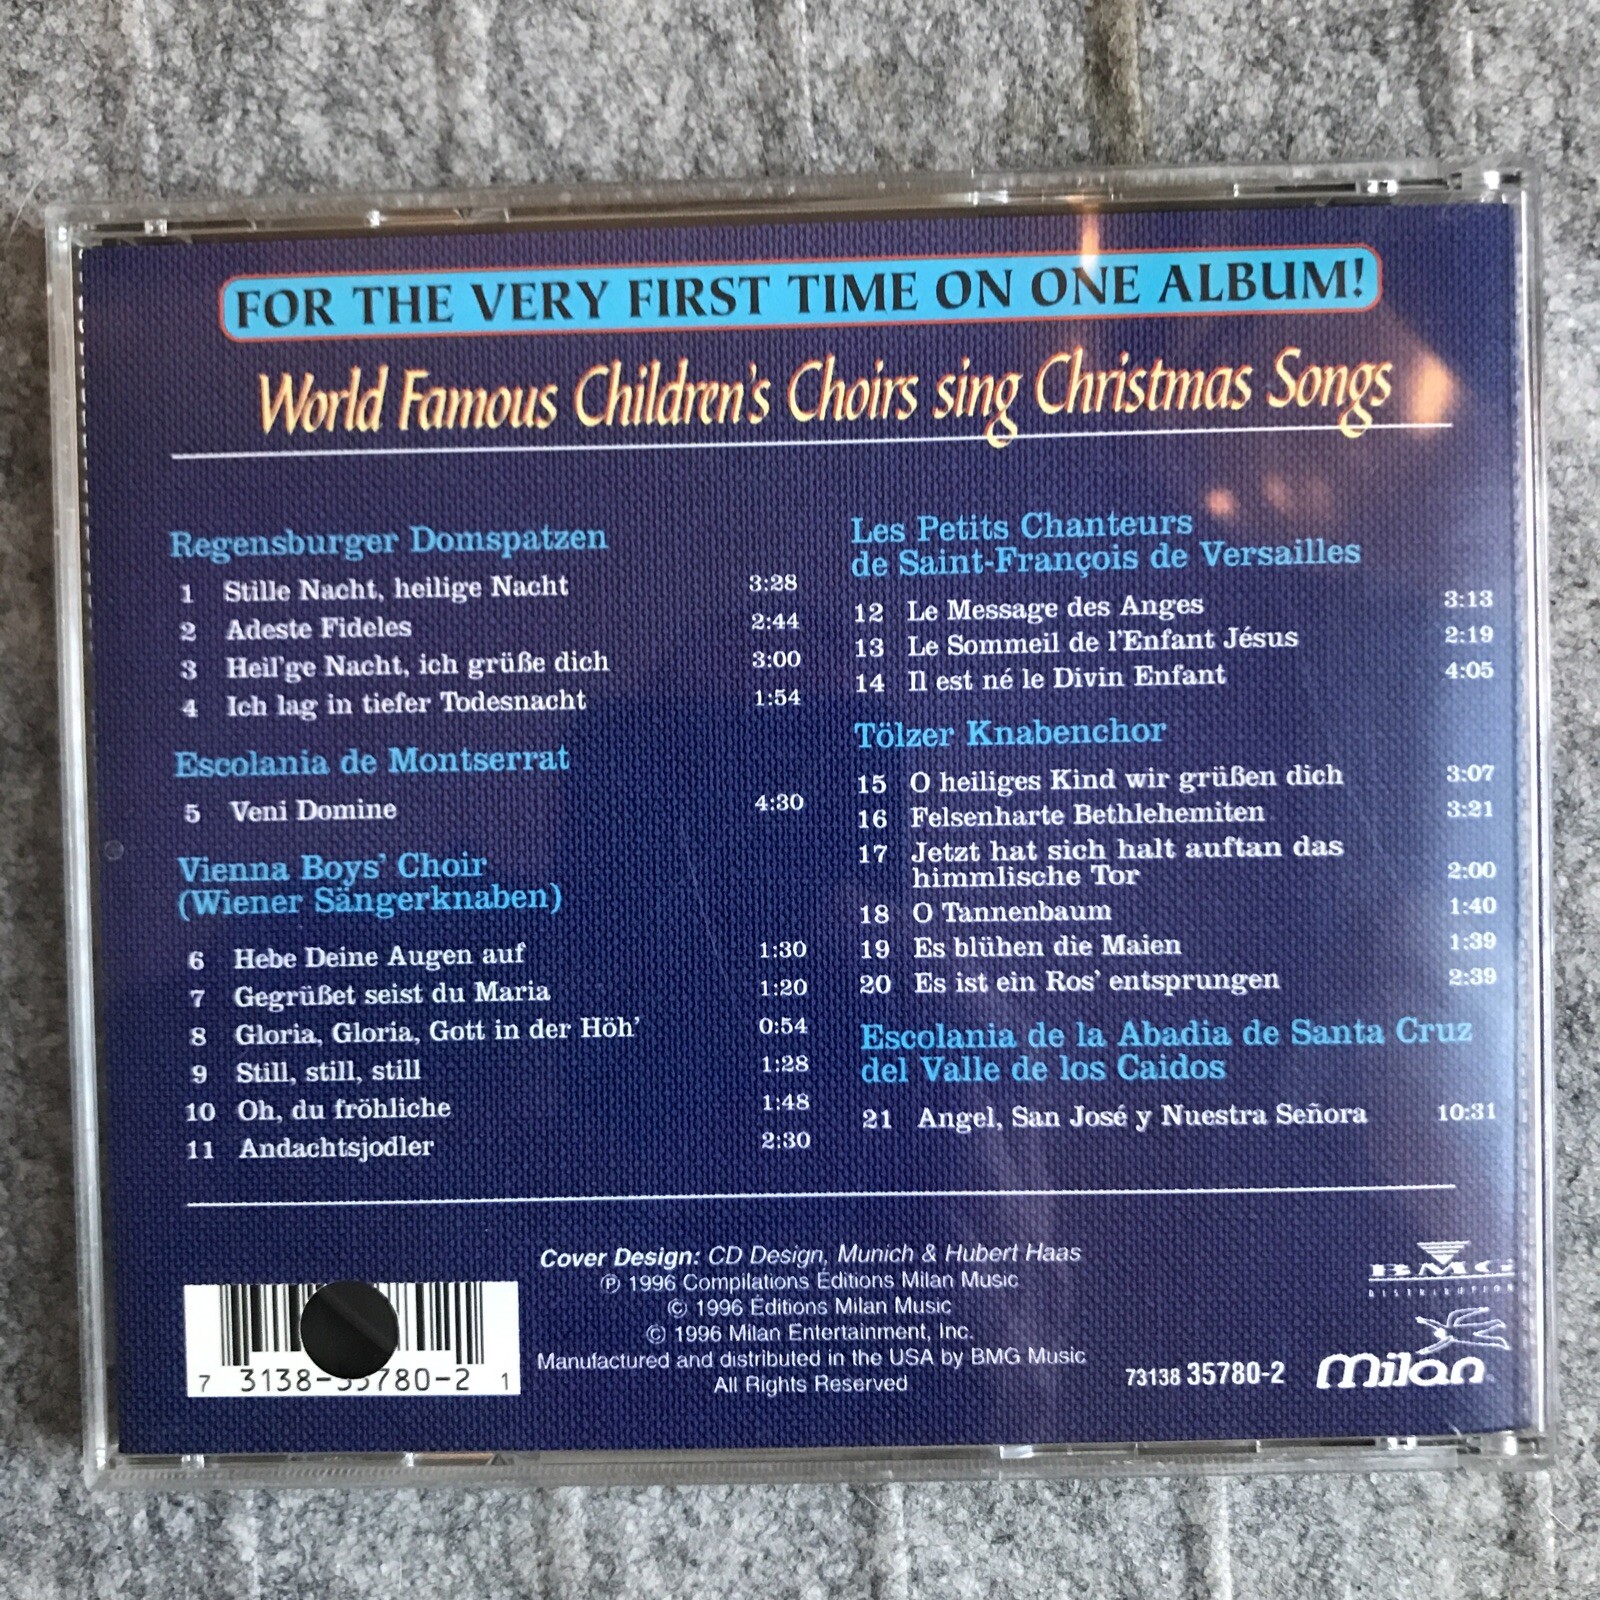 FOR THE VERY FIRST TIME ON ONE ALBUM!
World Famous Children's Choirs sing Christmas Songs
Regensburger Domspatzen
1 Stille Nacht, heilige Nacht 3:28
2 Adeste Fideles 2:44
3 Heil'ge Nacht, ich grüße dich 3:00
4 Ich lag in tiefer Todesnacht 1:54
Escolania de Montserrat
5 Veni Domine 4:30
Vienna Boys' Choir
(Wiener Sängerknaben)
6 Hebe Deine Augen auf 1:30
7 Gegrüßet seist du Maria 1:20
8 Gloria, Gloria, Gott in der Höh' 0:54
9 Still, still, still 1:28
10 Oh, du fröhliche 1:48
11 Andachtsjodler 2:30
Les Petits Chanteurs
de Saint-François de Versailles
12 Le Message des Anges 3:13
13 Le Sommeil de l'Enfant Jésus 2:19
14 Il est né le Divin Enfant 4:05
Tölzer Knabenchor
15 O heiliges Kind wir grüßen dich 3:07
16 Felsenharte Bethlehemiten 3:21
17 Jetzt hat sich halt auftan das
himmlische Tor 2:00
18 O Tannenbaum 1:40
19 Es blühen die Maien 1:39
20 Es ist ein Ros' entsprungen 2:39
Escolania de la Abadia de Santa Cruz
del Valle de los Caidos
21 Angel, San José y Nuestra Señora 10:31
Cover Design: CD Design, Munich & Hubert Haas
℗ 1996 Compilations Éditions Milan Music
© 1996 Éditions Milan Music
© 1996 Milan Entertainment, Inc.
Manufactured and distributed in the USA by BMG Music
All Rights Reserved
7 3138-35780-2 1
73138 35780-2
BMG
DISTRIBUTION
Milan